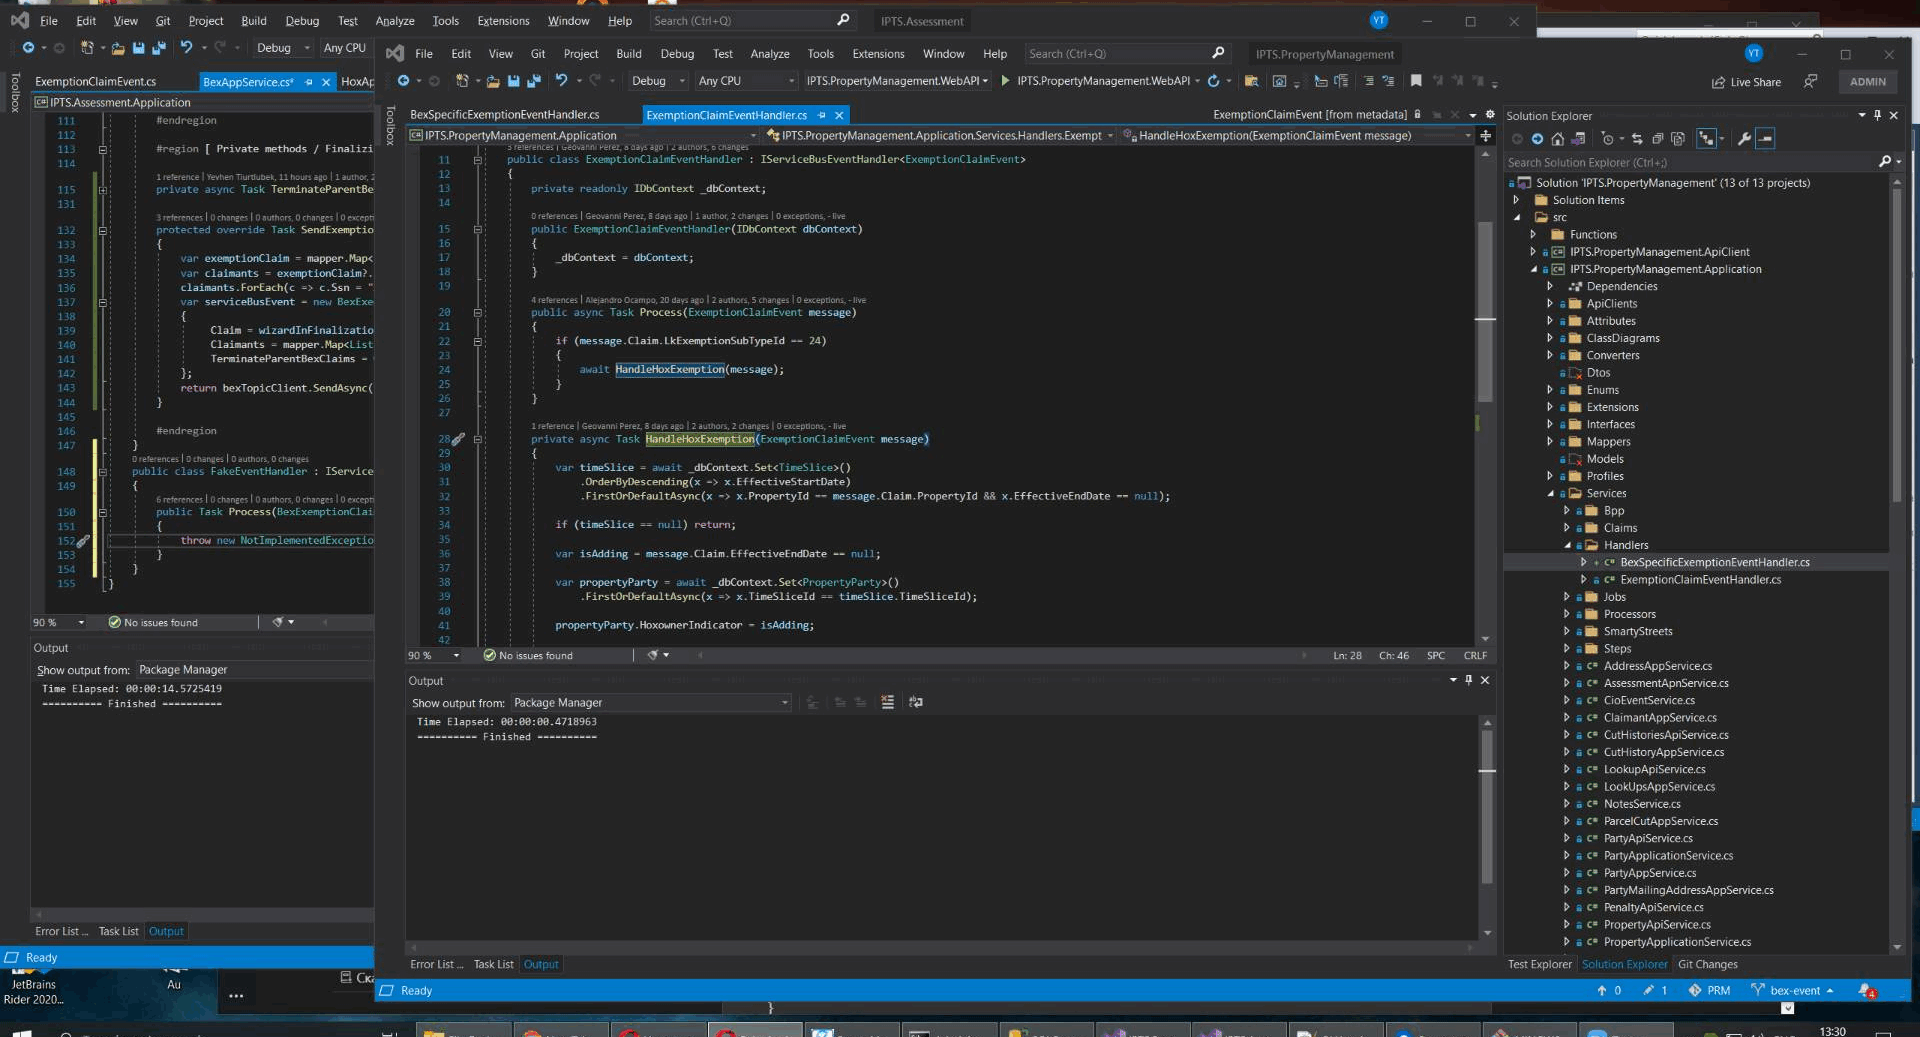 File Edit View Git Project Build Debug Test Analyze Tools Extensions Window Help Search (Ctrl+Q) IPTS.Assessment YT
Debug Any CPU
ExemptionClaimEvent.cs BexAppService.cs* HoxAp
IPTS.Assessment.Application
Toolbox
111 #endregion
112
113 #region [ Private methods / Finalizi
114
1 reference | Yevhen Tiurtiubek, 11 hours ago | 1 author, 2
115 private async Task TerminateParentBe
131
3 references | 0 changes | 0 authors, 0 changes | 0 except
132 protected override Task SendExemptio
133 {
134 var exemptionClaim = mapper.Map<
135 var claimants = exemptionClaim?.
136 claimants.ForEach(c => c.Ssn = "
137 var serviceBusEvent = new BexExe
138 {
139 Claim = wizardInFinalizatio
140 Claimants = mapper.Map<List
141 TerminateParentBexClaims =
142 };
143 return bexTopicClient.SendAsync(
144 }
145
146 #endregion
147 }
0 references | 0 changes | 0 authors, 0 changes
148 public class FakeEventHandler : IService
149 {
6 references | 0 changes | 0 authors, 0 changes | 0 except
150 public Task Process(BexExemptionClai
151 {
152 throw new NotImplementedExceptio
153 }
154 }
155 }
90 % No issues found
Output
Show output from: Package Manager
Time Elapsed: 00:00:14.5725419
========== Finished ==========
Error List ... Task List Output
Ready
JetBrains
Rider 2020...
Au
Ска
...
File Edit View Git Project Build Debug Test Analyze Tools Extensions Window Help Search (Ctrl+Q) IPTS.PropertyManagement YT
Debug Any CPU IPTS.PropertyManagement.WebAPI IPTS.PropertyManagement.WebAPI Live Share ADMIN
BexSpecificExemptionEventHandler.cs ExemptionClaimEventHandler.cs ExemptionClaimEvent [from metadata]
IPTS.PropertyManagement.Application IPTS.PropertyManagement.Application.Services.Handlers.Exempt HandleHoxExemption(ExemptionClaimEvent message)
Toolbox
3 references | Geovanni Perez, 8 days ago | 2 authors, 6 changes
11 public class ExemptionClaimEventHandler : IServiceBusEventHandler<ExemptionClaimEvent>
12 {
13 private readonly IDbContext _dbContext;
14
0 references | Geovanni Perez, 8 days ago | 1 author, 2 changes | 0 exceptions, - live
15 public ExemptionClaimEventHandler(IDbContext dbContext)
16 {
17 _dbContext = dbContext;
18 }
19
4 references | Alejandro Ocampo, 20 days ago | 2 authors, 5 changes | 0 exceptions, - live
20 public async Task Process(ExemptionClaimEvent message)
21 {
22 if (message.Claim.LkExemptionSubTypeId == 24)
23 {
24 await HandleHoxExemption(message);
25 }
26 }
27
1 reference | Geovanni Perez, 8 days ago | 2 authors, 2 changes | 0 exceptions, - live
28 private async Task HandleHoxExemption(ExemptionClaimEvent message)
29 {
30 var timeSlice = await _dbContext.Set<TimeSlice>()
31 .OrderByDescending(x => x.EffectiveStartDate)
32 .FirstOrDefaultAsync(x => x.PropertyId == message.Claim.PropertyId && x.EffectiveEndDate == null);
33
34 if (timeSlice == null) return;
35
36 var isAdding = message.Claim.EffectiveEndDate == null;
37
38 var propertyParty = await _dbContext.Set<PropertyParty>()
39 .FirstOrDefaultAsync(x => x.TimeSliceId == timeSlice.TimeSliceId);
40
41 propertyParty.HoxownerIndicator = isAdding;
42
90 % No issues found Ln: 28 Ch: 46 SPC CRLF
Output
Show output from: Package Manager
Time Elapsed: 00:00:00.4718963
========== Finished ==========
Error List ... Task List Output
Solution Explorer
Search Solution Explorer (Ctrl+;)
Solution 'IPTS.PropertyManagement' (13 of 13 projects)
Solution Items
src
Functions
IPTS.PropertyManagement.ApiClient
IPTS.PropertyManagement.Application
Dependencies
ApiClients
Attributes
ClassDiagrams
Converters
Dtos
Enums
Extensions
Interfaces
Mappers
Models
Profiles
Services
Bpp
Claims
Handlers
BexSpecificExemptionEventHandler.cs
ExemptionClaimEventHandler.cs
Jobs
Processors
SmartyStreets
Steps
AddressAppService.cs
AssessmentApnService.cs
CioEventService.cs
ClaimantAppService.cs
CutHistoriesApiService.cs
CutHistoryAppService.cs
LookupApiService.cs
LookUpsAppService.cs
NotesService.cs
ParcelCutAppService.cs
PartyApiService.cs
PartyApplicationService.cs
PartyAppService.cs
PartyMailingAddressAppService.cs
PenaltyApiService.cs
PropertyApiService.cs
PropertyApplicationService.cs
Test Explorer Solution Explorer Git Changes
Ready 0 1 PRM bex-event 4
}
13:30